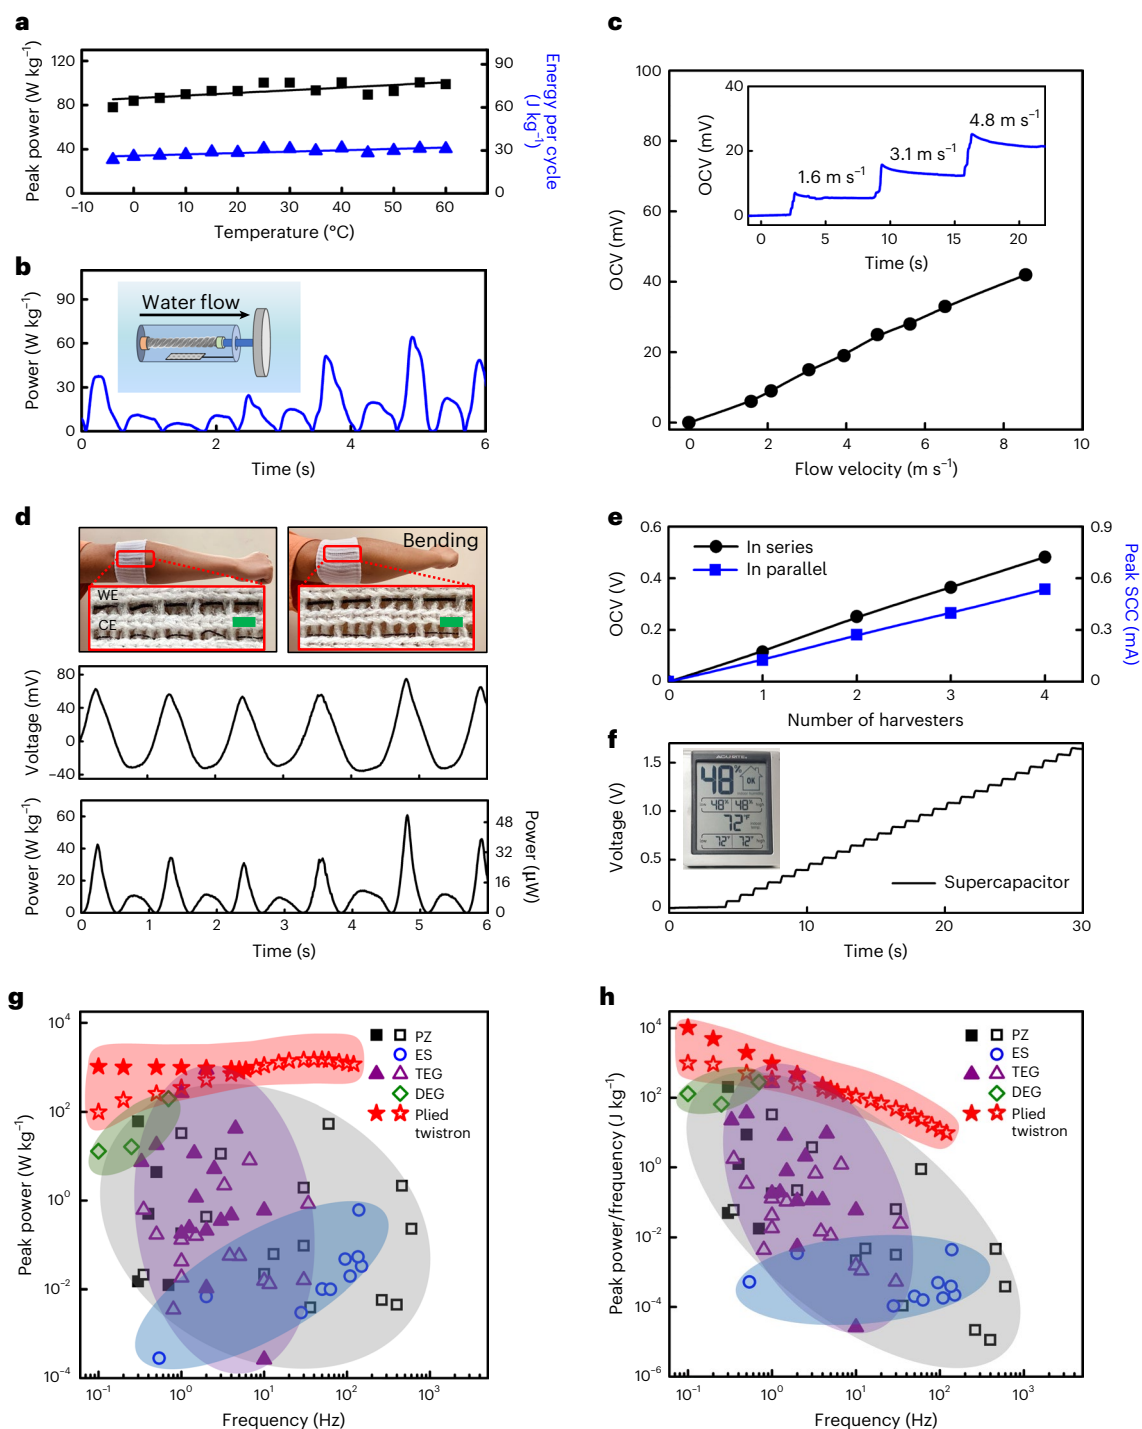 a
120
80
40
0
90
60
30
0
−10
0
10
20
30
40
50
60
Peak power (W kg⁻¹)
Energy per cycle
(J kg⁻¹)
Temperature (°C)
b
90
60
30
0
Water flow
0
2
4
6
Power (W kg⁻¹)
Time (s)
c
100
80
60
40
20
0
OCV (mV)
40
20
0
OCV (mV)
1.6 m s⁻¹
3.1 m s⁻¹
4.8 m s⁻¹
0
5
10
15
20
Time (s)
0
2
4
6
8
10
Flow velocity (m s⁻¹)
d
Bending
WE
CE
80
40
0
−40
Voltage (mV)
60
40
20
0
48
32
16
0
Power (W kg⁻¹)
Power (μW)
0
1
2
3
4
5
6
Time (s)
e
0.6
0.4
0.2
0
0.9
0.6
0.3
0
In series
In parallel
OCV (V)
Peak SCC (mA)
0
1
2
3
4
Number of harvesters
f
1.5
1.0
0.5
0
Voltage (V)
ACURITE
48%
OK
48% 48%
72°F
72° 72°
Supercapacitor
0
10
20
30
Time (s)
g
10⁴
10²
10⁰
10⁻²
10⁻⁴
Peak power (W kg⁻¹)
PZ
ES
TEG
DEG
Plied
twistron
10⁻¹
10⁰
10¹
10²
10³
Frequency (Hz)
h
10⁴
10²
10⁰
10⁻²
10⁻⁴
10⁻⁶
Peak power/frequency (J kg⁻¹)
PZ
ES
TEG
DEG
Plied
twistron
10⁻¹
10⁰
10¹
10²
10³
Frequency (Hz)